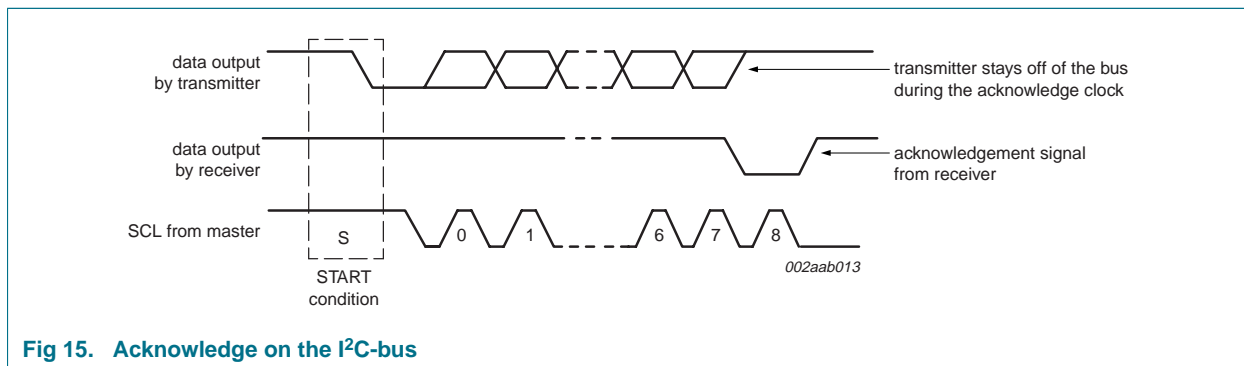 data output
by transmitter
transmitter stays off of the bus
during the acknowledge clock
data output
by receiver
acknowledgement signal
from receiver
SCL from master
S
0
1
6
7
8
002aab013
START
condition
Fig 15. Acknowledge on the I²C-bus